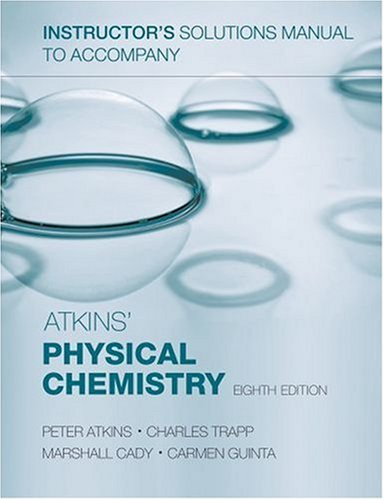 INSTRUCTOR'S SOLUTIONS MANUAL
TO ACCOMPANY
ATKINS'
PHYSICAL
CHEMISTRY EIGHTH EDITION
PETER ATKINS · CHARLES TRAPP
MARSHALL CADY · CARMEN GUINTA